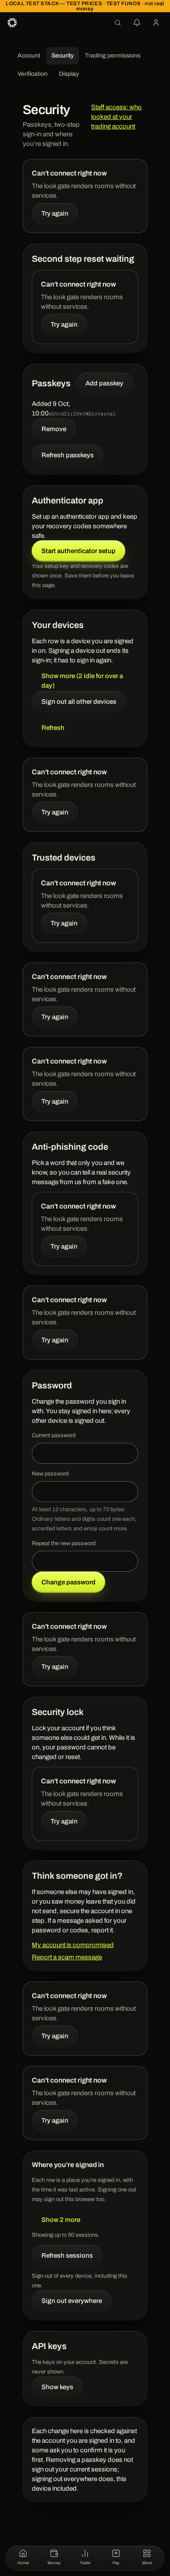 LOCAL TEST STACK — TEST PRICES · TEST FUNDS · not real
money
Account
Security
Trading permissions
Verification
Display
Security
Passkeys, two-step
sign-in and where
you're signed in.
Staff access: who
looked at your
trading account
Can't connect right now
The look gate renders rooms
without services.
Try again
Second step reset waiting
Can't connect right now
The look gate renders rooms
without services.
Try again
Passkeys
Add passkey
Added 9 Oct,
10:00
Remove
Refresh passkeys
Authenticator app
Set up an authenticator app and keep
your recovery codes somewhere
safe.
Start authenticator setup
Your setup key and recovery codes are
shown once. Save them before you leave
this page.
Your devices
Each row is a device you are signed
in on. Signing a device out ends its
sign-in; it has to sign in again.
Show more (2 idle for over a
day)
Sign out all other devices
Refresh
Can't connect right now
The look gate renders rooms without
services.
Try again
Trusted devices
Can't connect right now
The look gate renders rooms
without services.
Try again
Can't connect right now
The look gate renders rooms without
services.
Try again
Can't connect right now
The look gate renders rooms without
services.
Try again
Anti-phishing code
Pick a word that only you and we
know, so you can tell a real security
message from us from a fake one.
Can't connect right now
The look gate renders rooms
without services.
Try again
Can't connect right now
The look gate renders rooms without
services.
Try again
Password
Change the password you sign in
with. You stay signed in here; every
other device is signed out.
Current password
New password
At least 12 characters, up to 72 bytes.
Ordinary letters and digits count one each;
accented letters and emoji count more.
Repeat the new password
Change password
Can't connect right now
The look gate renders rooms without
services.
Try again
Security lock
Lock your account if you think
someone else could get in. While it is
on, your password cannot be
changed or reset.
Can't connect right now
The look gate renders rooms
without services.
Try again
Think someone got in?
If someone else may have signed in,
or you saw money leave that you did
not send, secure the account in one
step. If a message asked for your
password or codes, report it.
My account is compromised
Report a scam message
Can't connect right now
The look gate renders rooms without
services.
Try again
Can't connect right now
The look gate renders rooms without
services.
Try again
Where you're signed in
Each row is a place you're signed in, with
the time it was last active. Signing one out
may sign out this browser too.
Show 2 more
Showing up to 50 sessions.
Refresh sessions
Sign out of every device, including this
one.
Sign out everywhere
API keys
The keys on your account. Secrets are
never shown.
Show keys
Each change here is checked against
the account you are signed in to, and
some ask you to confirm it is you
first. Removing a passkey does not
sign out your current sessions;
signing out everywhere does, this
device included.
Home
Money
Trade
Pay
More